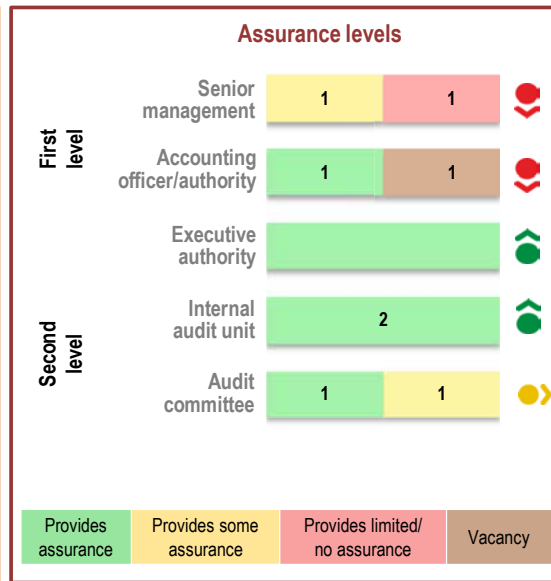 Assurance levels
First
level
Senior
management
1 1
Accounting
officer/authority
1 1
Second
level
Executive
authority
Internal
audit unit
2
Audit
committee
1 1
Provides
assurance
Provides some
assurance
Provides limited/
no assurance
Vacancy